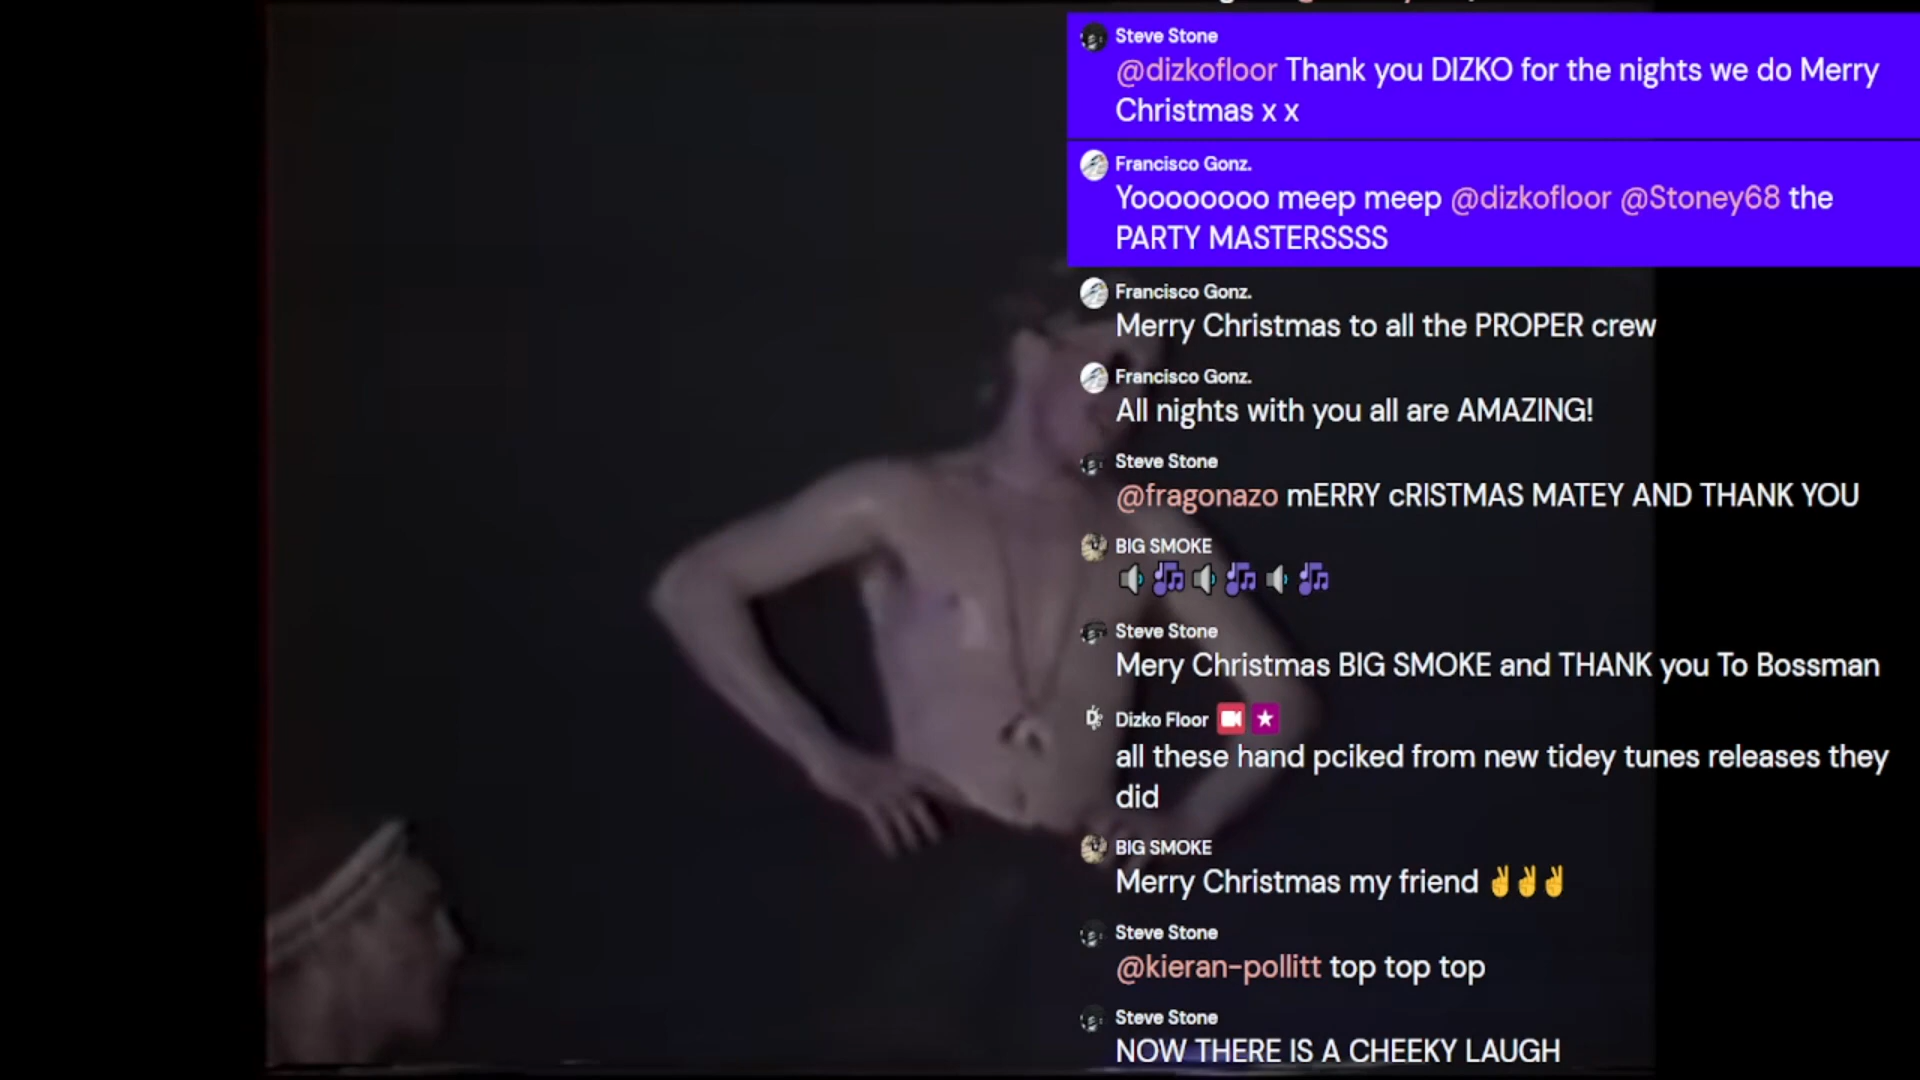 Steve Stone
@dizkofloor Thank you DIZKO for the nights we do Merry
Christmas x x
Francisco Gonz.
Yoooooooo meep meep @dizkofloor @Stoney68 the
PARTY MASTERSSSS
Francisco Gonz.
Merry Christmas to all the PROPER crew
Francisco Gonz.
All nights with you all are AMAZING!
Steve Stone
@fragonazo mERRY cRISTMAS MATEY AND THANK YOU
BIG SMOKE
🔈🎶🔈🎶🔈🎶
Steve Stone
Mery Christmas BIG SMOKE and THANK you To Bossman
Dizko Floor
all these hand pciked from new tidey tunes releases they
did
BIG SMOKE
Merry Christmas my friend ✌️✌️✌️
Steve Stone
@kieran-pollitt top top top
Steve Stone
NOW THERE IS A CHEEKY LAUGH